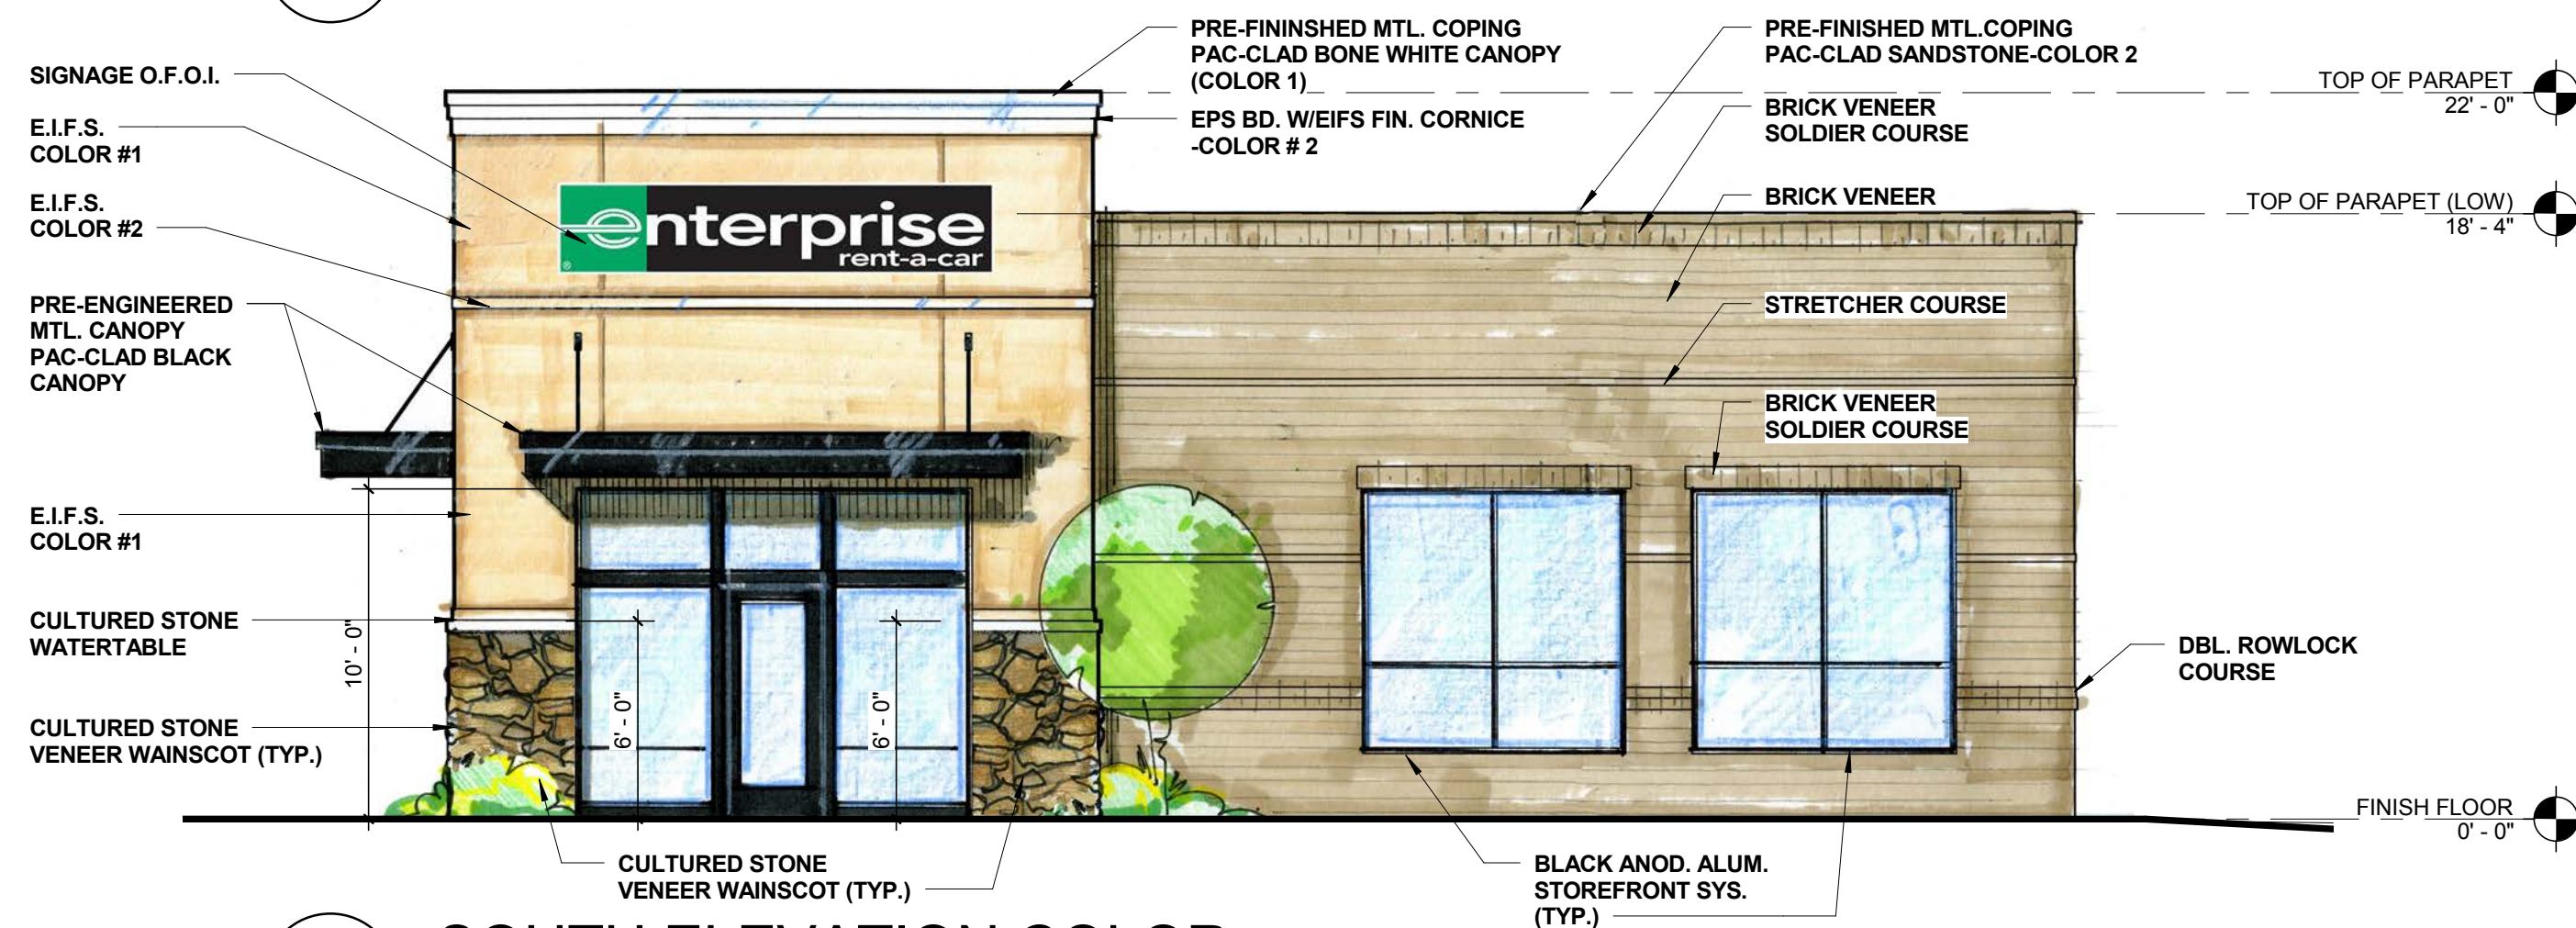 SIGNAGE O.F.O.I.
E.I.F.S.
COLOR #1
E.I.F.S.
COLOR #2
PRE-ENGINEERED
MTL. CANOPY
PAC-CLAD BLACK
CANOPY
E.I.F.S.
COLOR #1
CULTURED STONE
WATERTABLE
CULTURED STONE
VENEER WAINSCOT (TYP.)
10' - 0"
enterprise
rent-a-car
®
6' - 0"
6' - 0"
CULTURED STONE
VENEER WAINSCOT (TYP.)
PRE-FININSHED MTL. COPING
PAC-CLAD BONE WHITE CANOPY
(COLOR 1)
EPS BD. W/EIFS FIN. CORNICE
-COLOR # 2
PRE-FINISHED MTL.COPING
PAC-CLAD SANDSTONE-COLOR 2
BRICK VENEER
SOLDIER COURSE
BRICK VENEER
STRETCHER COURSE
BRICK VENEER
SOLDIER COURSE
BLACK ANOD. ALUM.
STOREFRONT SYS.
(TYP.)
TOP OF PARAPET
22' - 0"
TOP OF PARAPET (LOW)
18' - 4"
DBL. ROWLOCK
COURSE
FINISH FLOOR
0' - 0"
SOUTH ELEVATION COLOR